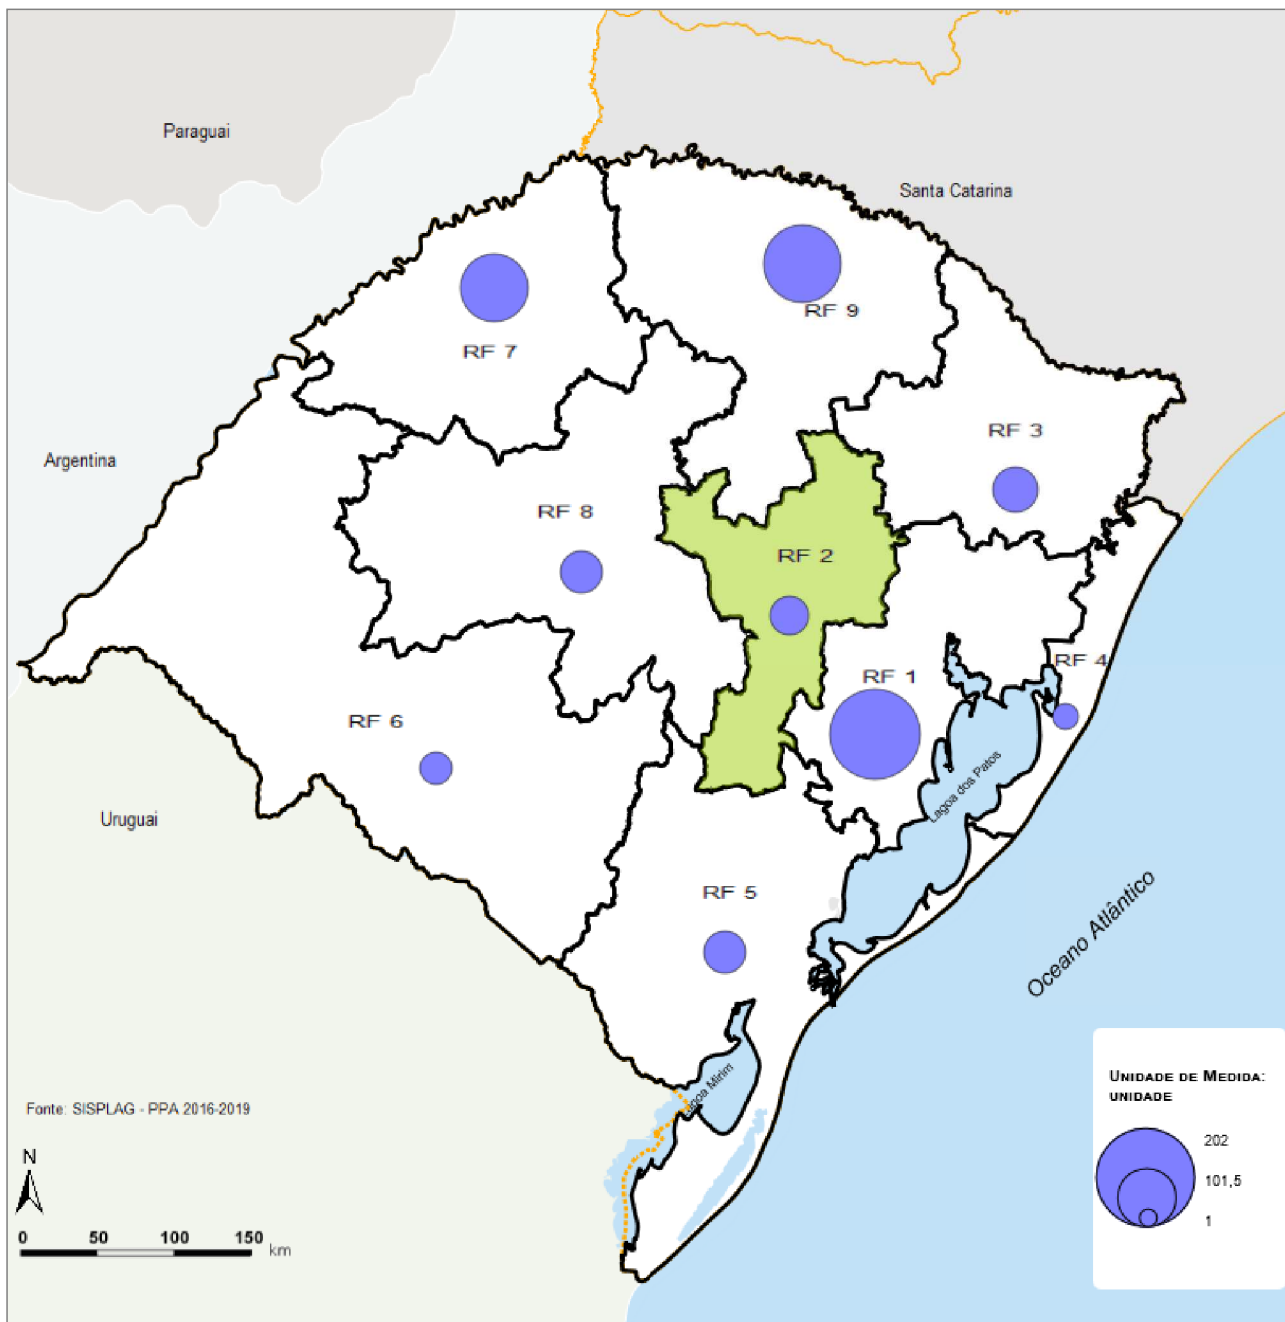 Paraguai
Santa Catarina
RF 9
RF 7
RF 3
Argentina
RF 8
RF 2
RF 4
RF 1
RF 6
Lagoa dos Patos
Uruguai
RF 5
Oceano Atlântico
Lagoa Mirim
UNIDADE DE MEDIDA:
UNIDADE
202
101,5
1
Fonte: SISPLAG - PPA 2016-2019
N
0 50 100 150
km